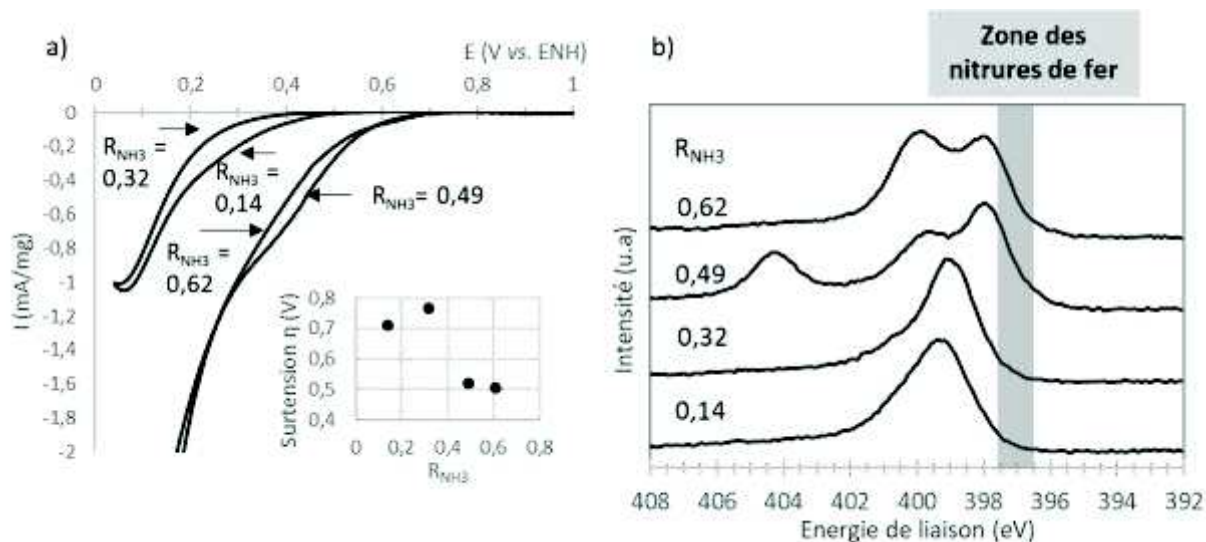 a)
E (V vs. ENH)
0 0,2 0,4 0,6 0,8 1
0
-0,2
-0,4
-0,6
-0,8
-1
-1,2
-1,4
-1,6
-1,8
-2
I (mA/mg)
RNH3 =
0,32
RNH3 =
0,14
RNH3= 0,49
RNH3 =
0,62
Surtension η (V)
0,8
0,7
0,6
0,5
0,4
0 0,2 0,4 0,6 0,8
RNH3
b)
Zone des
nitrures de fer
RNH3
0,62
0,49
0,32
0,14
Intensité (u.a)
408 406 404 402 400 398 396 394 392
Energie de liaison (eV)